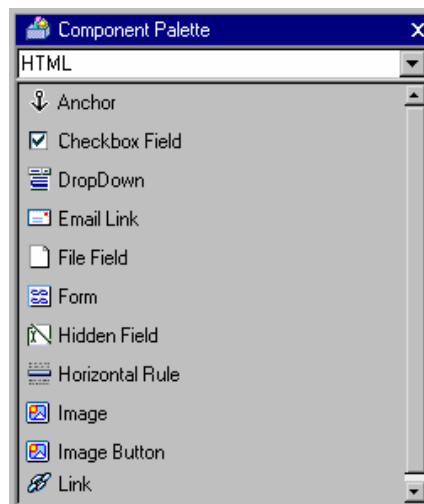 Component Palette
HTML
Anchor
Checkbox Field
DropDown
Email Link
File Field
Form
Hidden Field
Horizontal Rule
Image
Image Button
Link